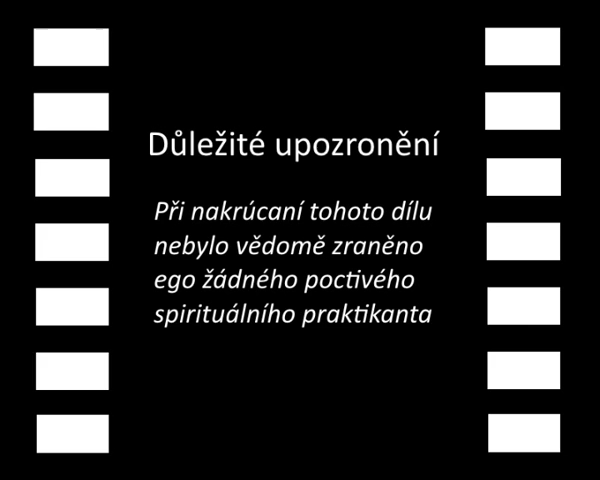 Důležité upozronění
Při nakrúcaní tohoto dílu
nebylo vědomě zraněno
ego žádného poctivého
spirituálního praktikanta